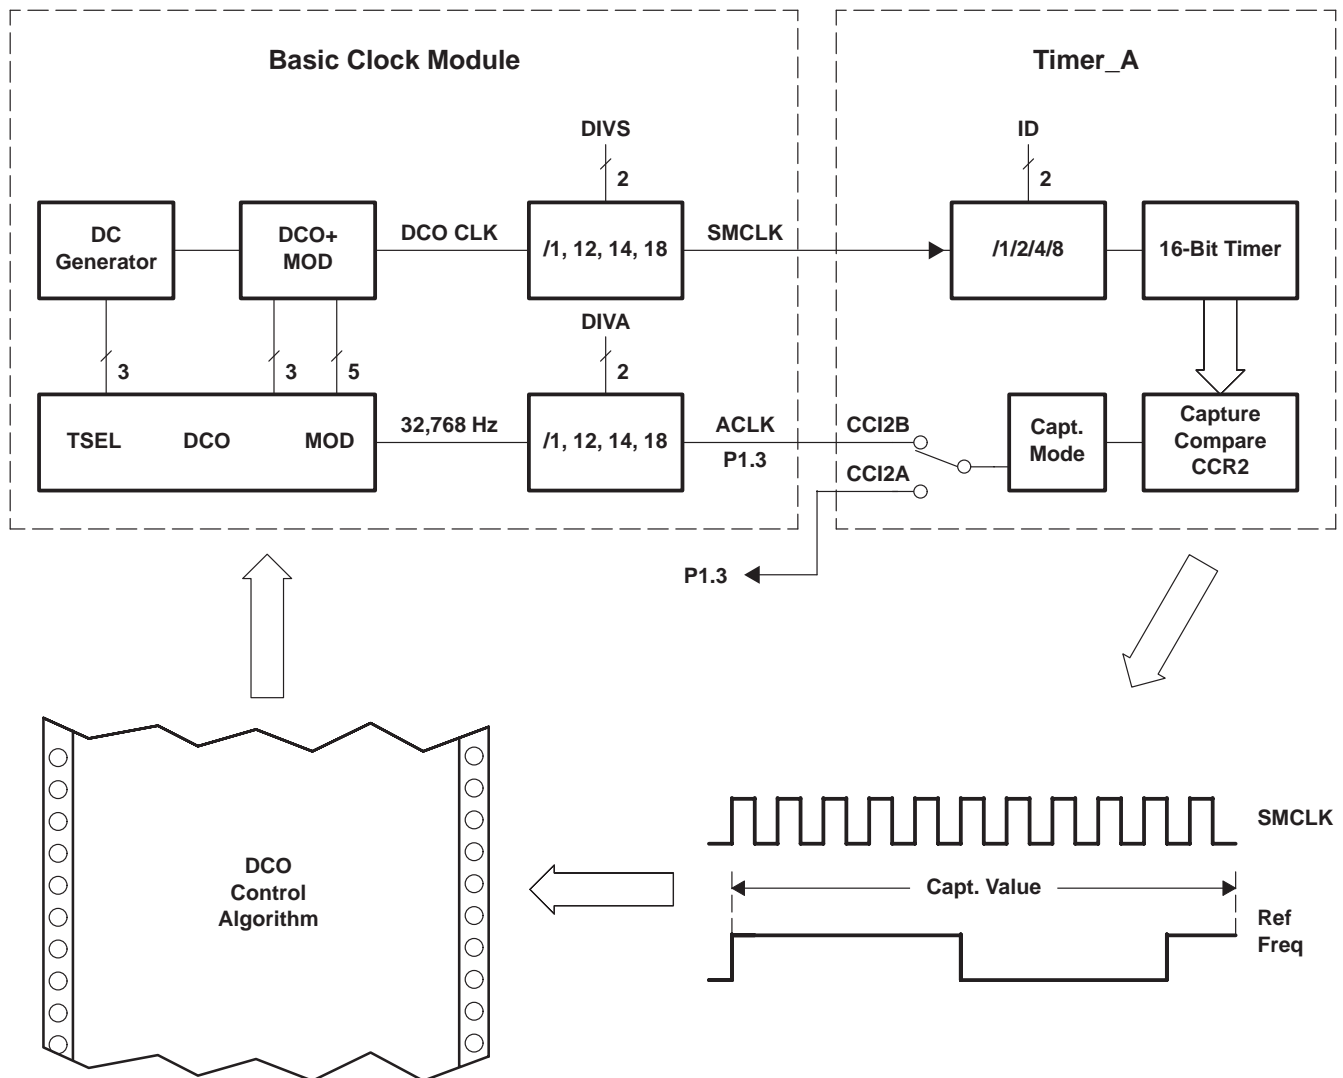 Basic Clock Module
Timer_A
DIVS
2
ID
2
DC
Generator
DCO+
MOD
DCO CLK
/1, 12, 14, 18
SMCLK
/1/2/4/8
16-Bit Timer
3
3
5
DIVA
2
TSEL
DCO
MOD
32,768 Hz
/1, 12, 14, 18
ACLK
P1.3
CCI2B
CCI2A
Capt.
Mode
Capture
Compare
CCR2
P1.3
DCO
Control
Algorithm
SMCLK
Capt. Value
Ref
Freq